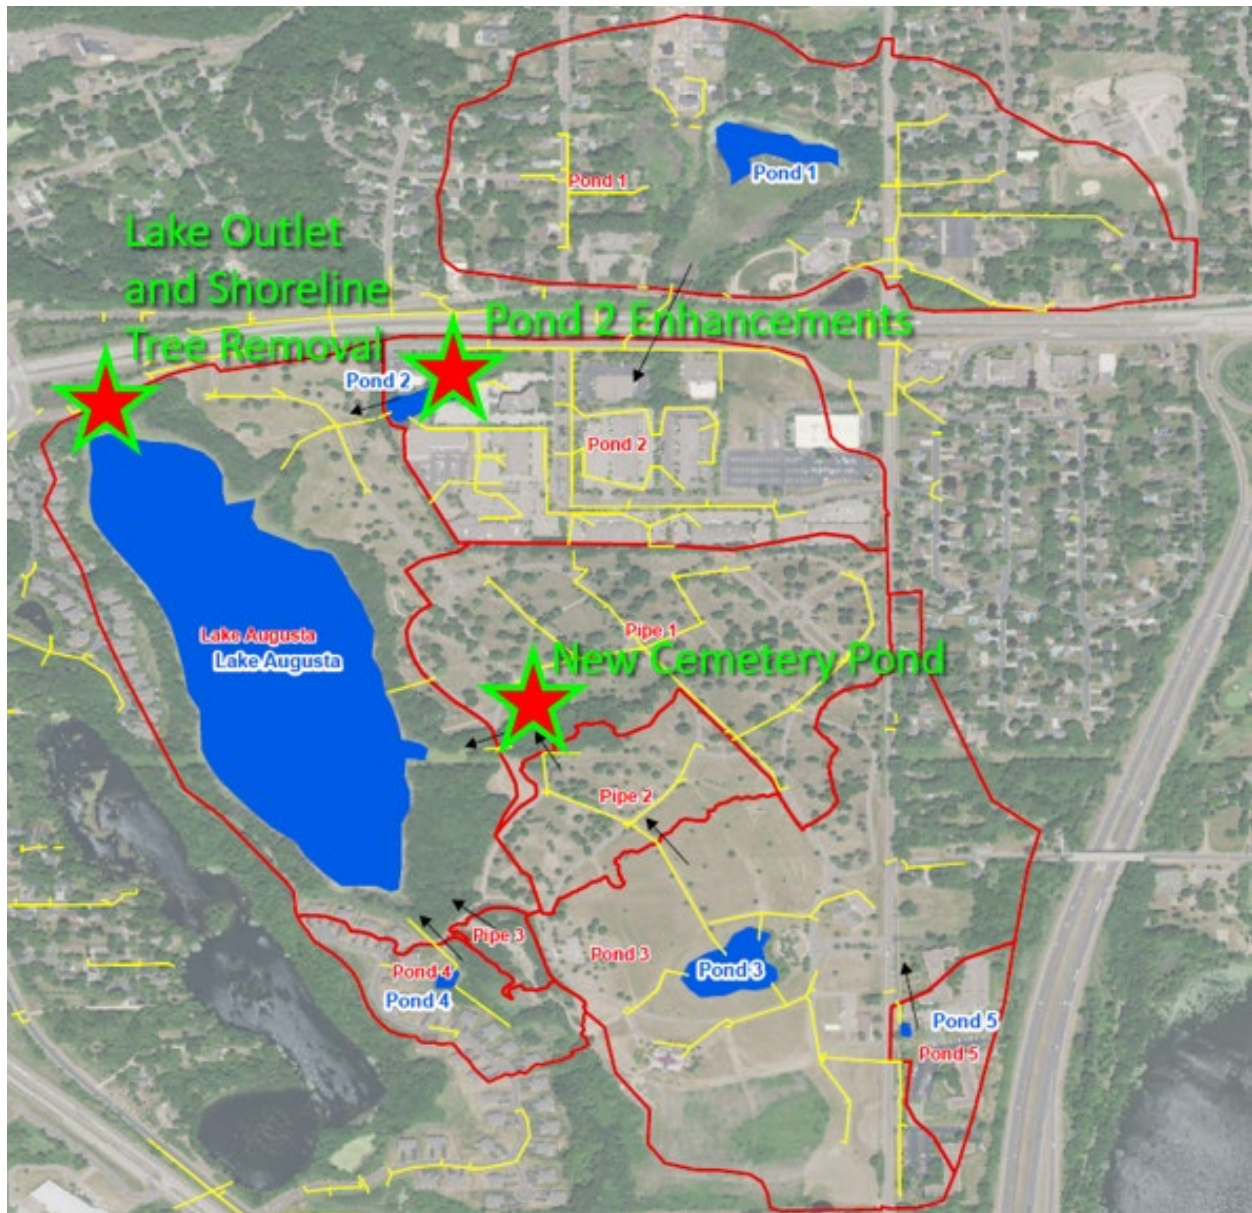 Pond 1
Pond 1
Lake Outlet
and Shoreline
Tree Removal
Pond 2 Enhancements
Pond 2
Pond 2
Pipe 1
Lake Augusta
Lake Augusta
New Cemetery Pond
Pipe 2
Pipe 3
Pond 3
Pond 3
Pond 4
Pond 4
Pond 5
Pond 5